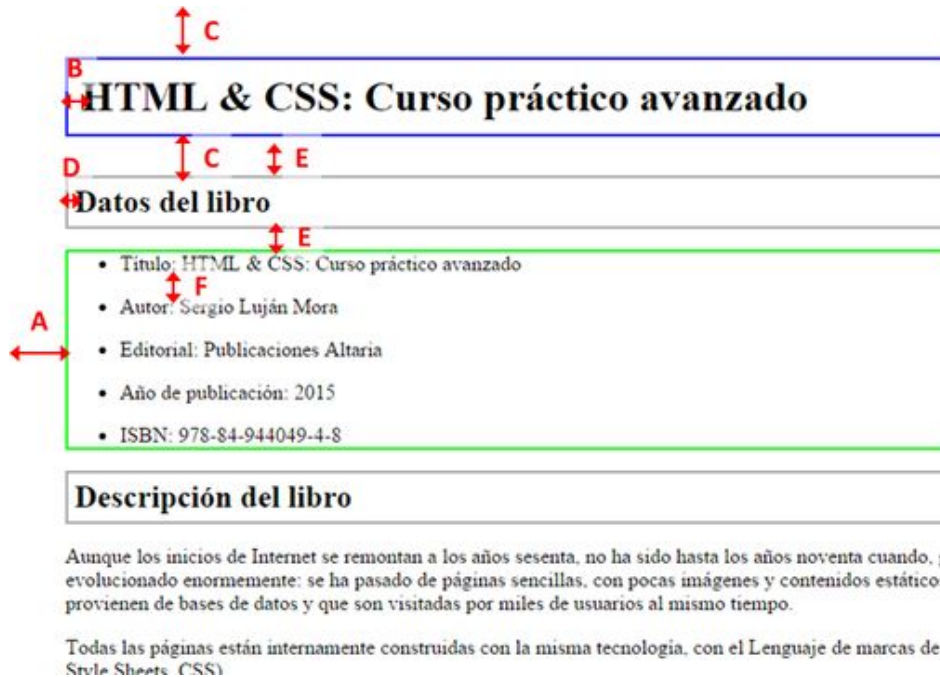 C
B
HTML & CSS: Curso práctico avanzado
C
E
D
Datos del libro
E
• Título: HTML & CSS: Curso práctico avanzado
F
• Autor: Sergio Luján Mora
A
• Editorial: Publicaciones Altaria
• Año de publicación: 2015
• ISBN: 978-84-944049-4-8
Descripción del libro
Aunque los inicios de Internet se remontan a los años sesenta, no ha sido hasta los años noventa cuando,
evolucionado enormemente: se ha pasado de páginas sencillas, con pocas imágenes y contenidos estático
provienen de bases de datos y que son visitadas por miles de usuarios al mismo tiempo.
Todas las páginas están internamente construidas con la misma tecnología, con el Lenguaje de marcas de
Style Sheets, CSS)